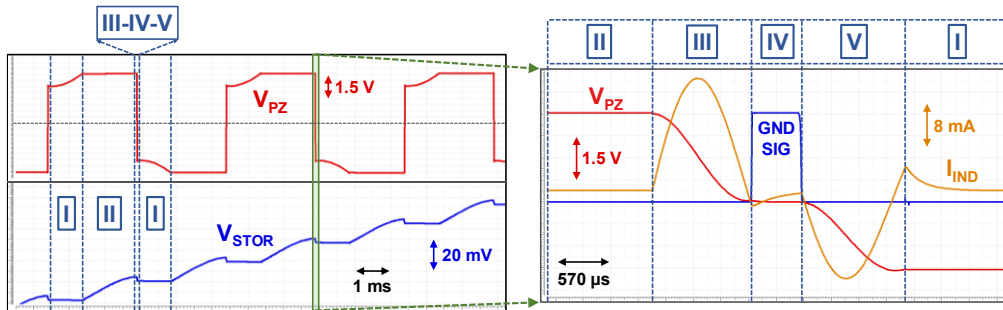 III-IV-V
V_PZ
1.5 V
I
II
I
V_STOR
20 mV
1 ms
II
III
IV
V
I
V_PZ
GND
SIG
8 mA
1.5 V
I_IND
570 µs